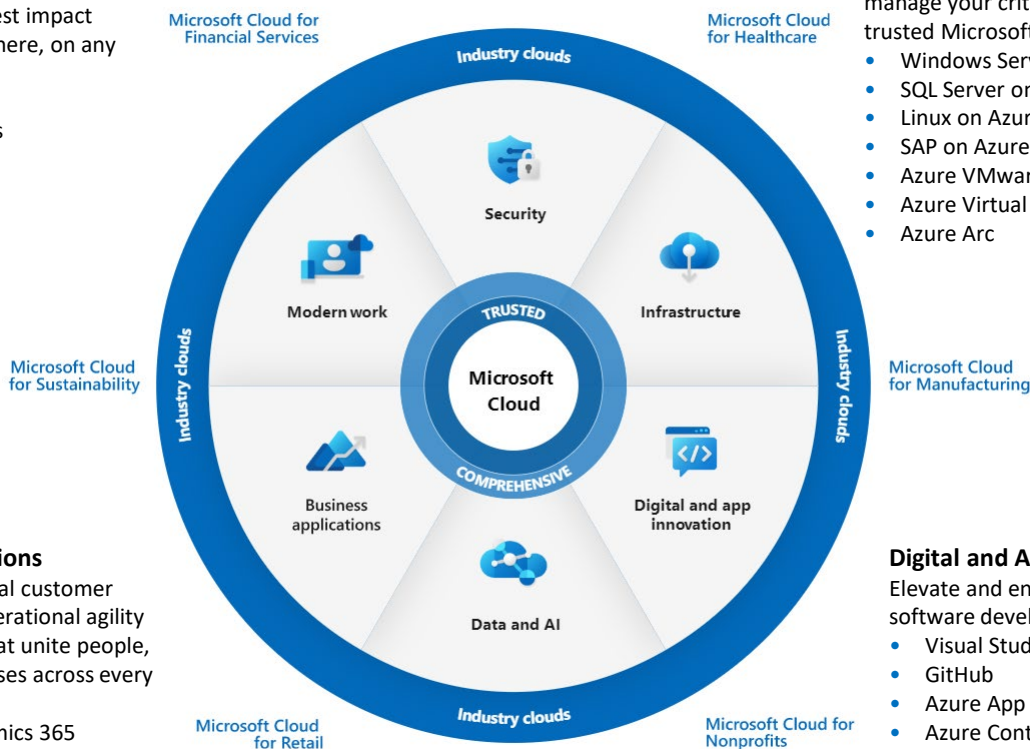 est impact
here, on any
s
Microsoft Cloud for
Financial Services
Microsoft Cloud
for Healthcare
manage your crit
trusted Microsoft
• Windows Serv
• SQL Server on
• Linux on Azur
• SAP on Azure
• Azure VMwar
• Azure Virtual
• Azure Arc
Industry clouds
Security
Modern work
Infrastructure
TRUSTED
Microsoft
Cloud
COMPREHENSIVE
Industry clouds
Industry clouds
Microsoft Cloud
for Sustainability
Microsoft Cloud
for Manufacturing
Business
applications
Digital and app
innovation
Data and AI
Industry clouds
ions
al customer
erational agility
at unite people,
ses across every
nics 365
Digital and A
Elevate and en
software devel
• Visual Stud
• GitHub
• Azure App
• Azure Cont
Microsoft Cloud
for Retail
Microsoft Cloud for
Nonprofits